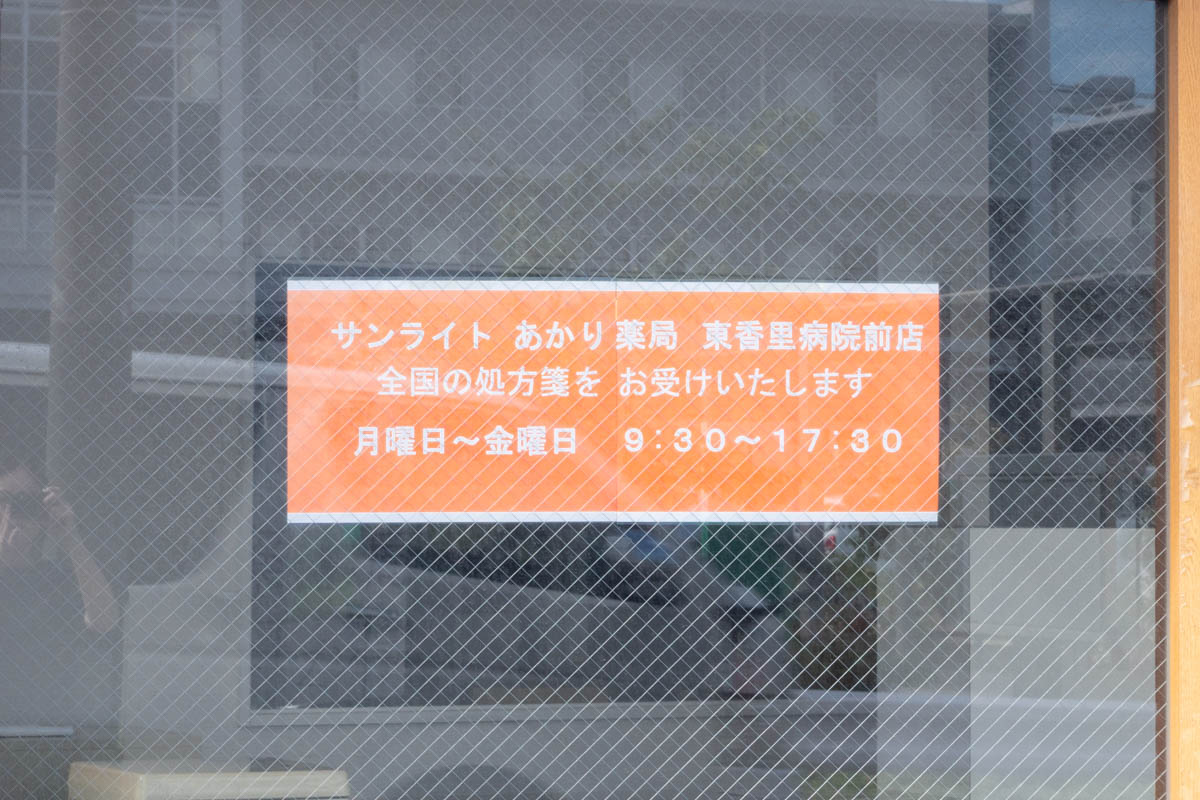 サンライト あかり薬局 東香里病院前店
全国の処方箋を お受けいたします
月曜日～金曜日 ９：３０～１７：３０